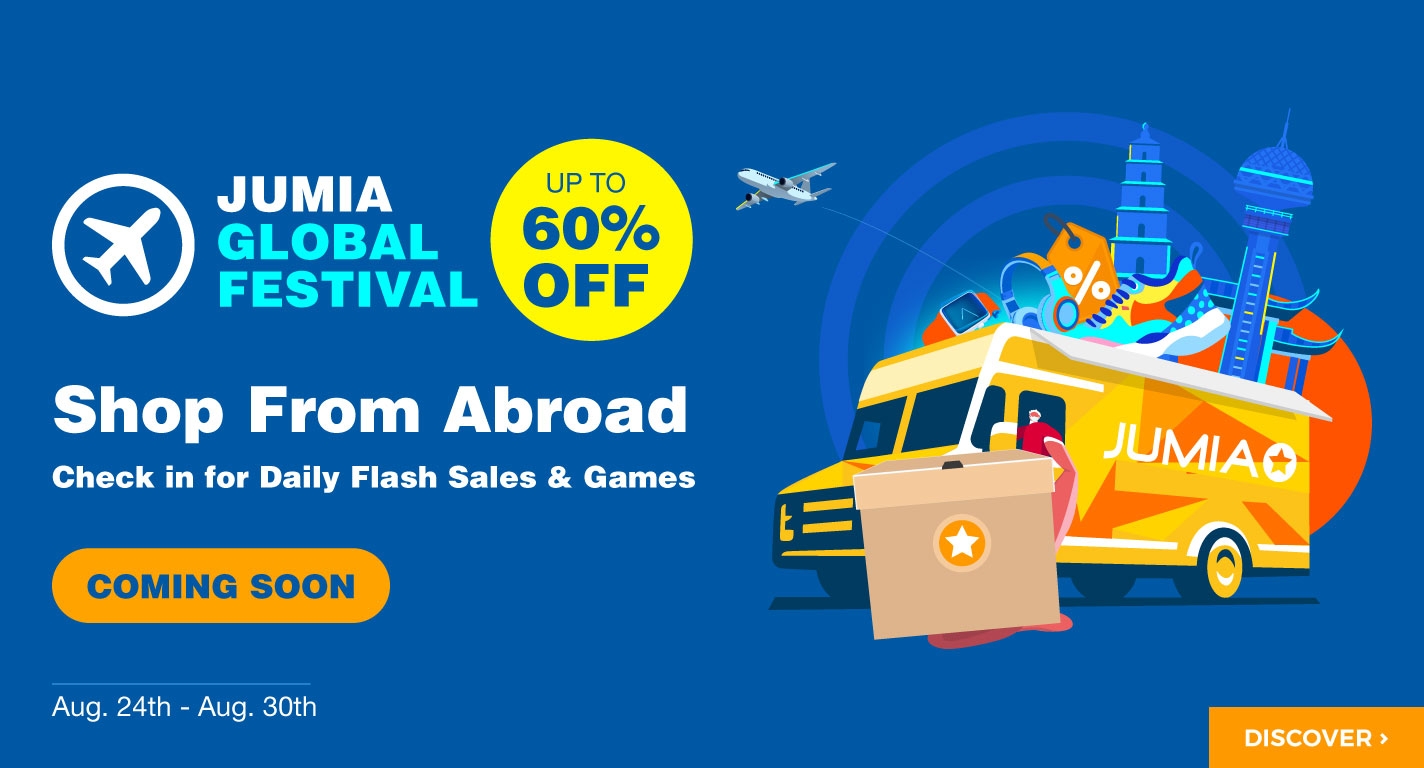 JUMIA
GLOBAL
FESTIVAL
UP TO
60%
OFF
Shop From Abroad
Check in for Daily Flash Sales & Games
COMING SOON
Aug. 24th - Aug. 30th
%
JUMIA
DISCOVER ›